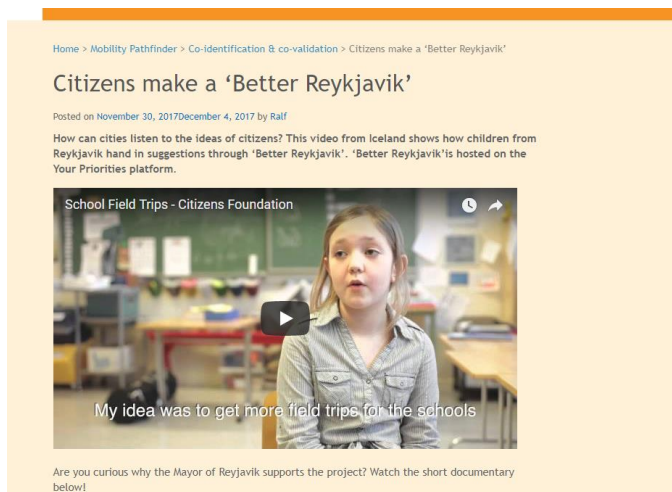 Home > Mobility Pathfinder > Co-identification & co-validation > Citizens make a ‘Better Reykjavik’
Citizens make a ‘Better Reykjavik’
Posted on November 30, 2017December 4, 2017 by Ralf
How can cities listen to the ideas of citizens? This video from Iceland shows how children from
Reykjavik hand in suggestions through ‘Better Reykjavik’. ‘Better Reykjavik’is hosted on the
Your Priorities platform.
School Field Trips - Citizens Foundation
My idea was to get more field trips for the schools
Are you curious why the Mayor of Reyjavik supports the project? Watch the short documentary
below!